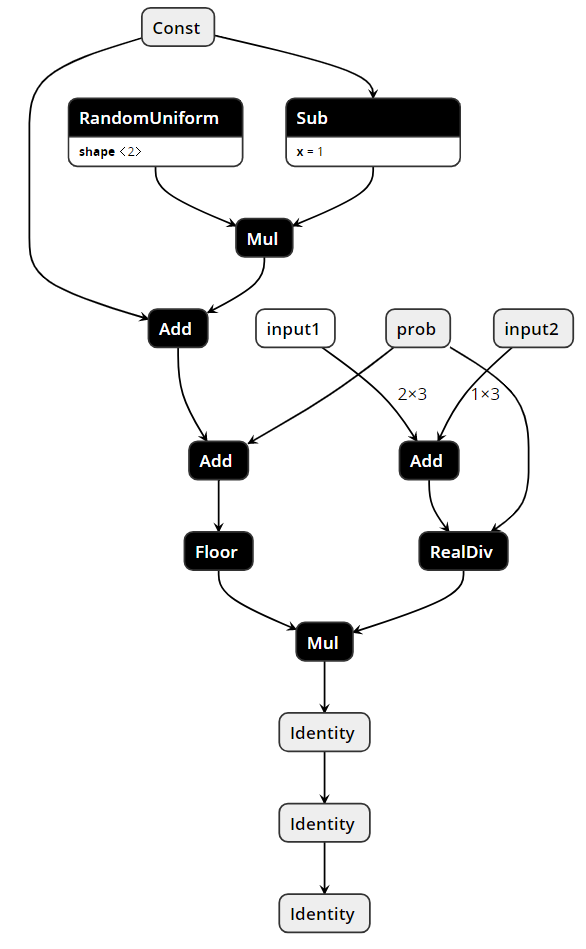 Const
RandomUniform
shape ⟨2⟩
Sub
x = 1
Mul
Add
input1
prob
input2
2×3
1×3
Add
Add
Floor
RealDiv
Mul
Identity
Identity
Identity